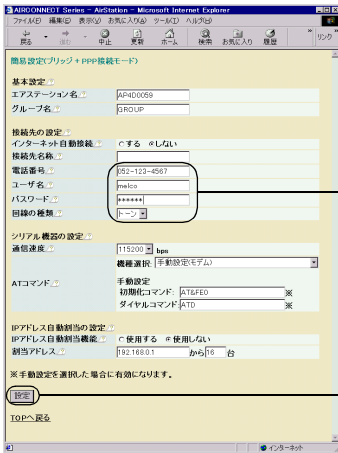 AIRCONNECT Series - AirStation - Microsoft Internet Explorer
ファイル(F) 編集(E) 表示(V) お気に入り(A) ツール(T) ヘルプ(H)
戻る 進む 中止 更新 ホーム 検索 お気に入り 履歴 » リンク »
簡易設定(ブリッジ + PPP接続モード)
基本設定
エアステーション名 AP4D0059
グループ名 GROUP
接続先の設定
インターネット自動接続 する しない
接続先名称
電話番号 052-123-4567
ユーザ名 melco
パスワード ******
回線の種類 トーン
シリアル機器の設定
通信速度 115200 bps
機種選択: 手動設定(モデム)
ATコマンド 手動設定
初期化コマンド: AT&FE0 ※
ダイヤルコマンド: ATD ※
IPアドレス自動割当の設定
IPアドレス自動割当機能 使用する 使用しない
割当アドレス 192.168.0.1 から 16 台
※手動設定を選択した場合に有効になります。
設定
TOPへ戻る
インターネット